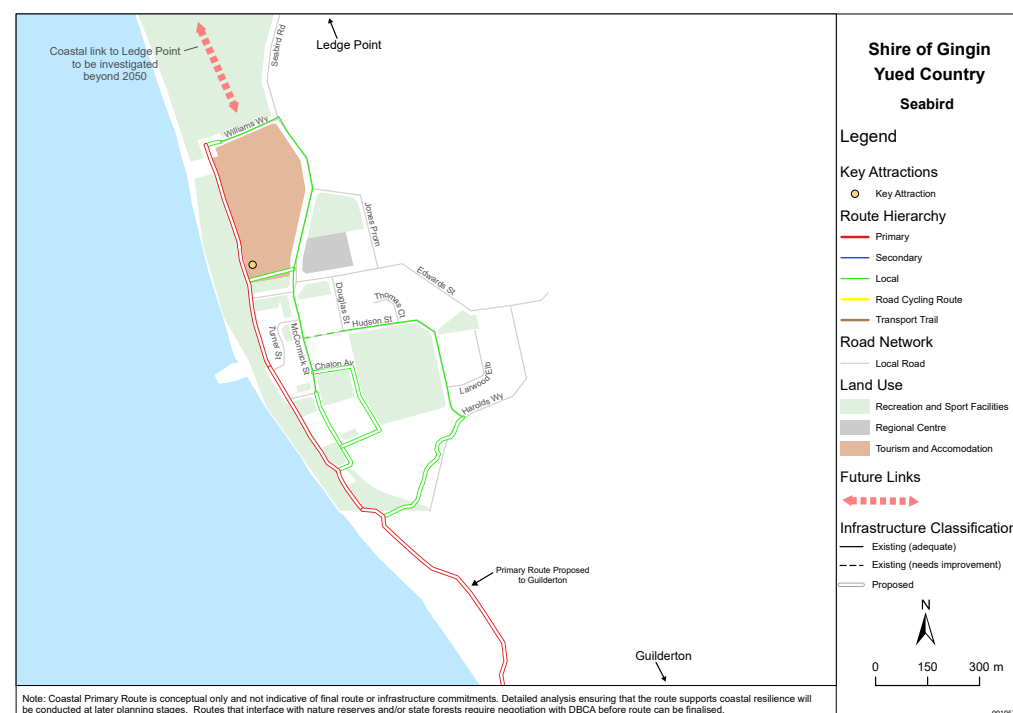 Coastal link to Ledge Point
to be investigated
beyond 2050
Seabird Rd
Ledge Point
Williams Wy
Jones Prom
Edwards St
Douglas St
Thomas Ct
Hudson St
Turner St
McCormick St
Chaton Av
Larwood Elb
Harolds Wy
Primary Route Proposed
to Guilderton
Guilderton
Shire of Gingin
Yued Country
Seabird
Legend
Key Attractions
Key Attraction
Route Hierarchy
Primary
Secondary
Local
Road Cycling Route
Transport Trail
Road Network
Local Road
Land Use
Recreation and Sport Facilities
Regional Centre
Tourism and Accomodation
Future Links
Infrastructure Classification
Existing (adequate)
Existing (needs improvement)
Proposed
N
0 150 300 m
Note: Coastal Primary Route is conceptual only and not indicative of final route or infrastructure commitments. Detailed analysis ensuring that the route supports coastal resilience will
be conducted at later planning stages. Routes that interface with nature reserves and/or state forests require negotiation with DBCA before route can be finalised.